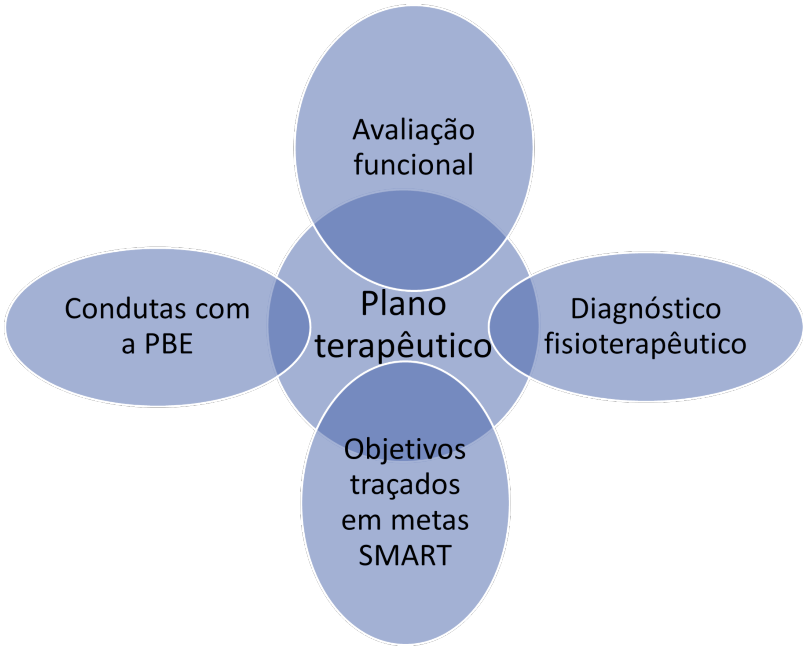 Avaliação
funcional
Plano
terapêutico
Condutas com
a PBE
Diagnóstico
fisioterapêutico
Objetivos
traçados
em metas
SMART